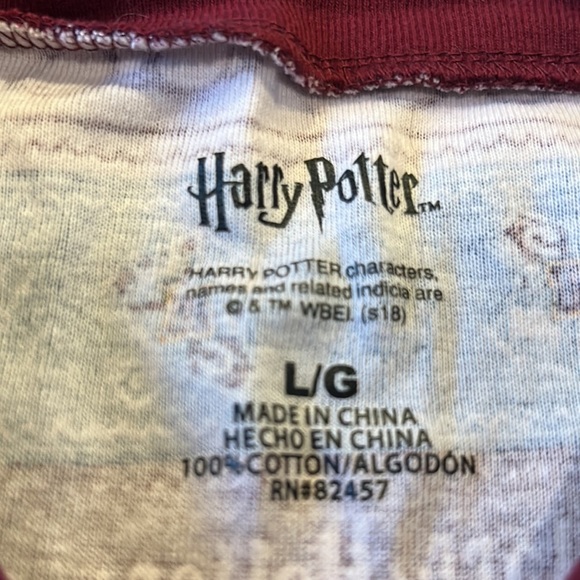 Harry Potter™
HARRY POTTER characters,
names and related indicia are
© & ™ WBEI. (s18)
L/G
MADE IN CHINA
HECHO EN CHINA
100% COTTON/ALGODÓN
RN#82457